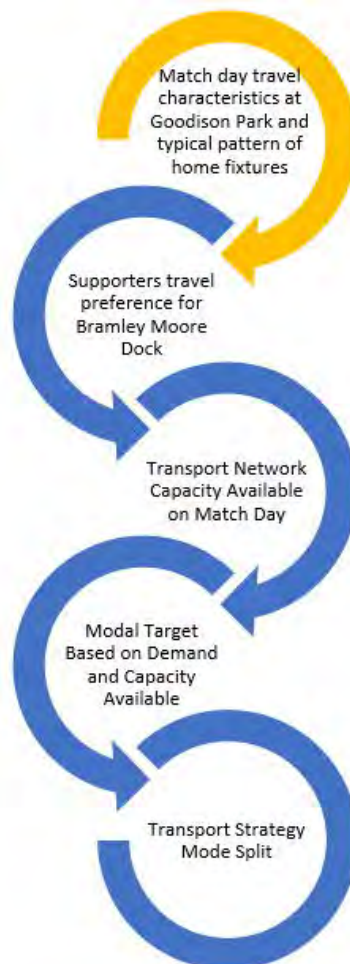 Match day travel
characteristics at
Goodison Park and
typical pattern of
home fixtures
Supporters travel
preference for
Bramley Moore
Dock
Transport Network
Capacity Available
on Match Day
Modal Target
Based on Demand
and Capacity
Available
Transport Strategy
Mode Split